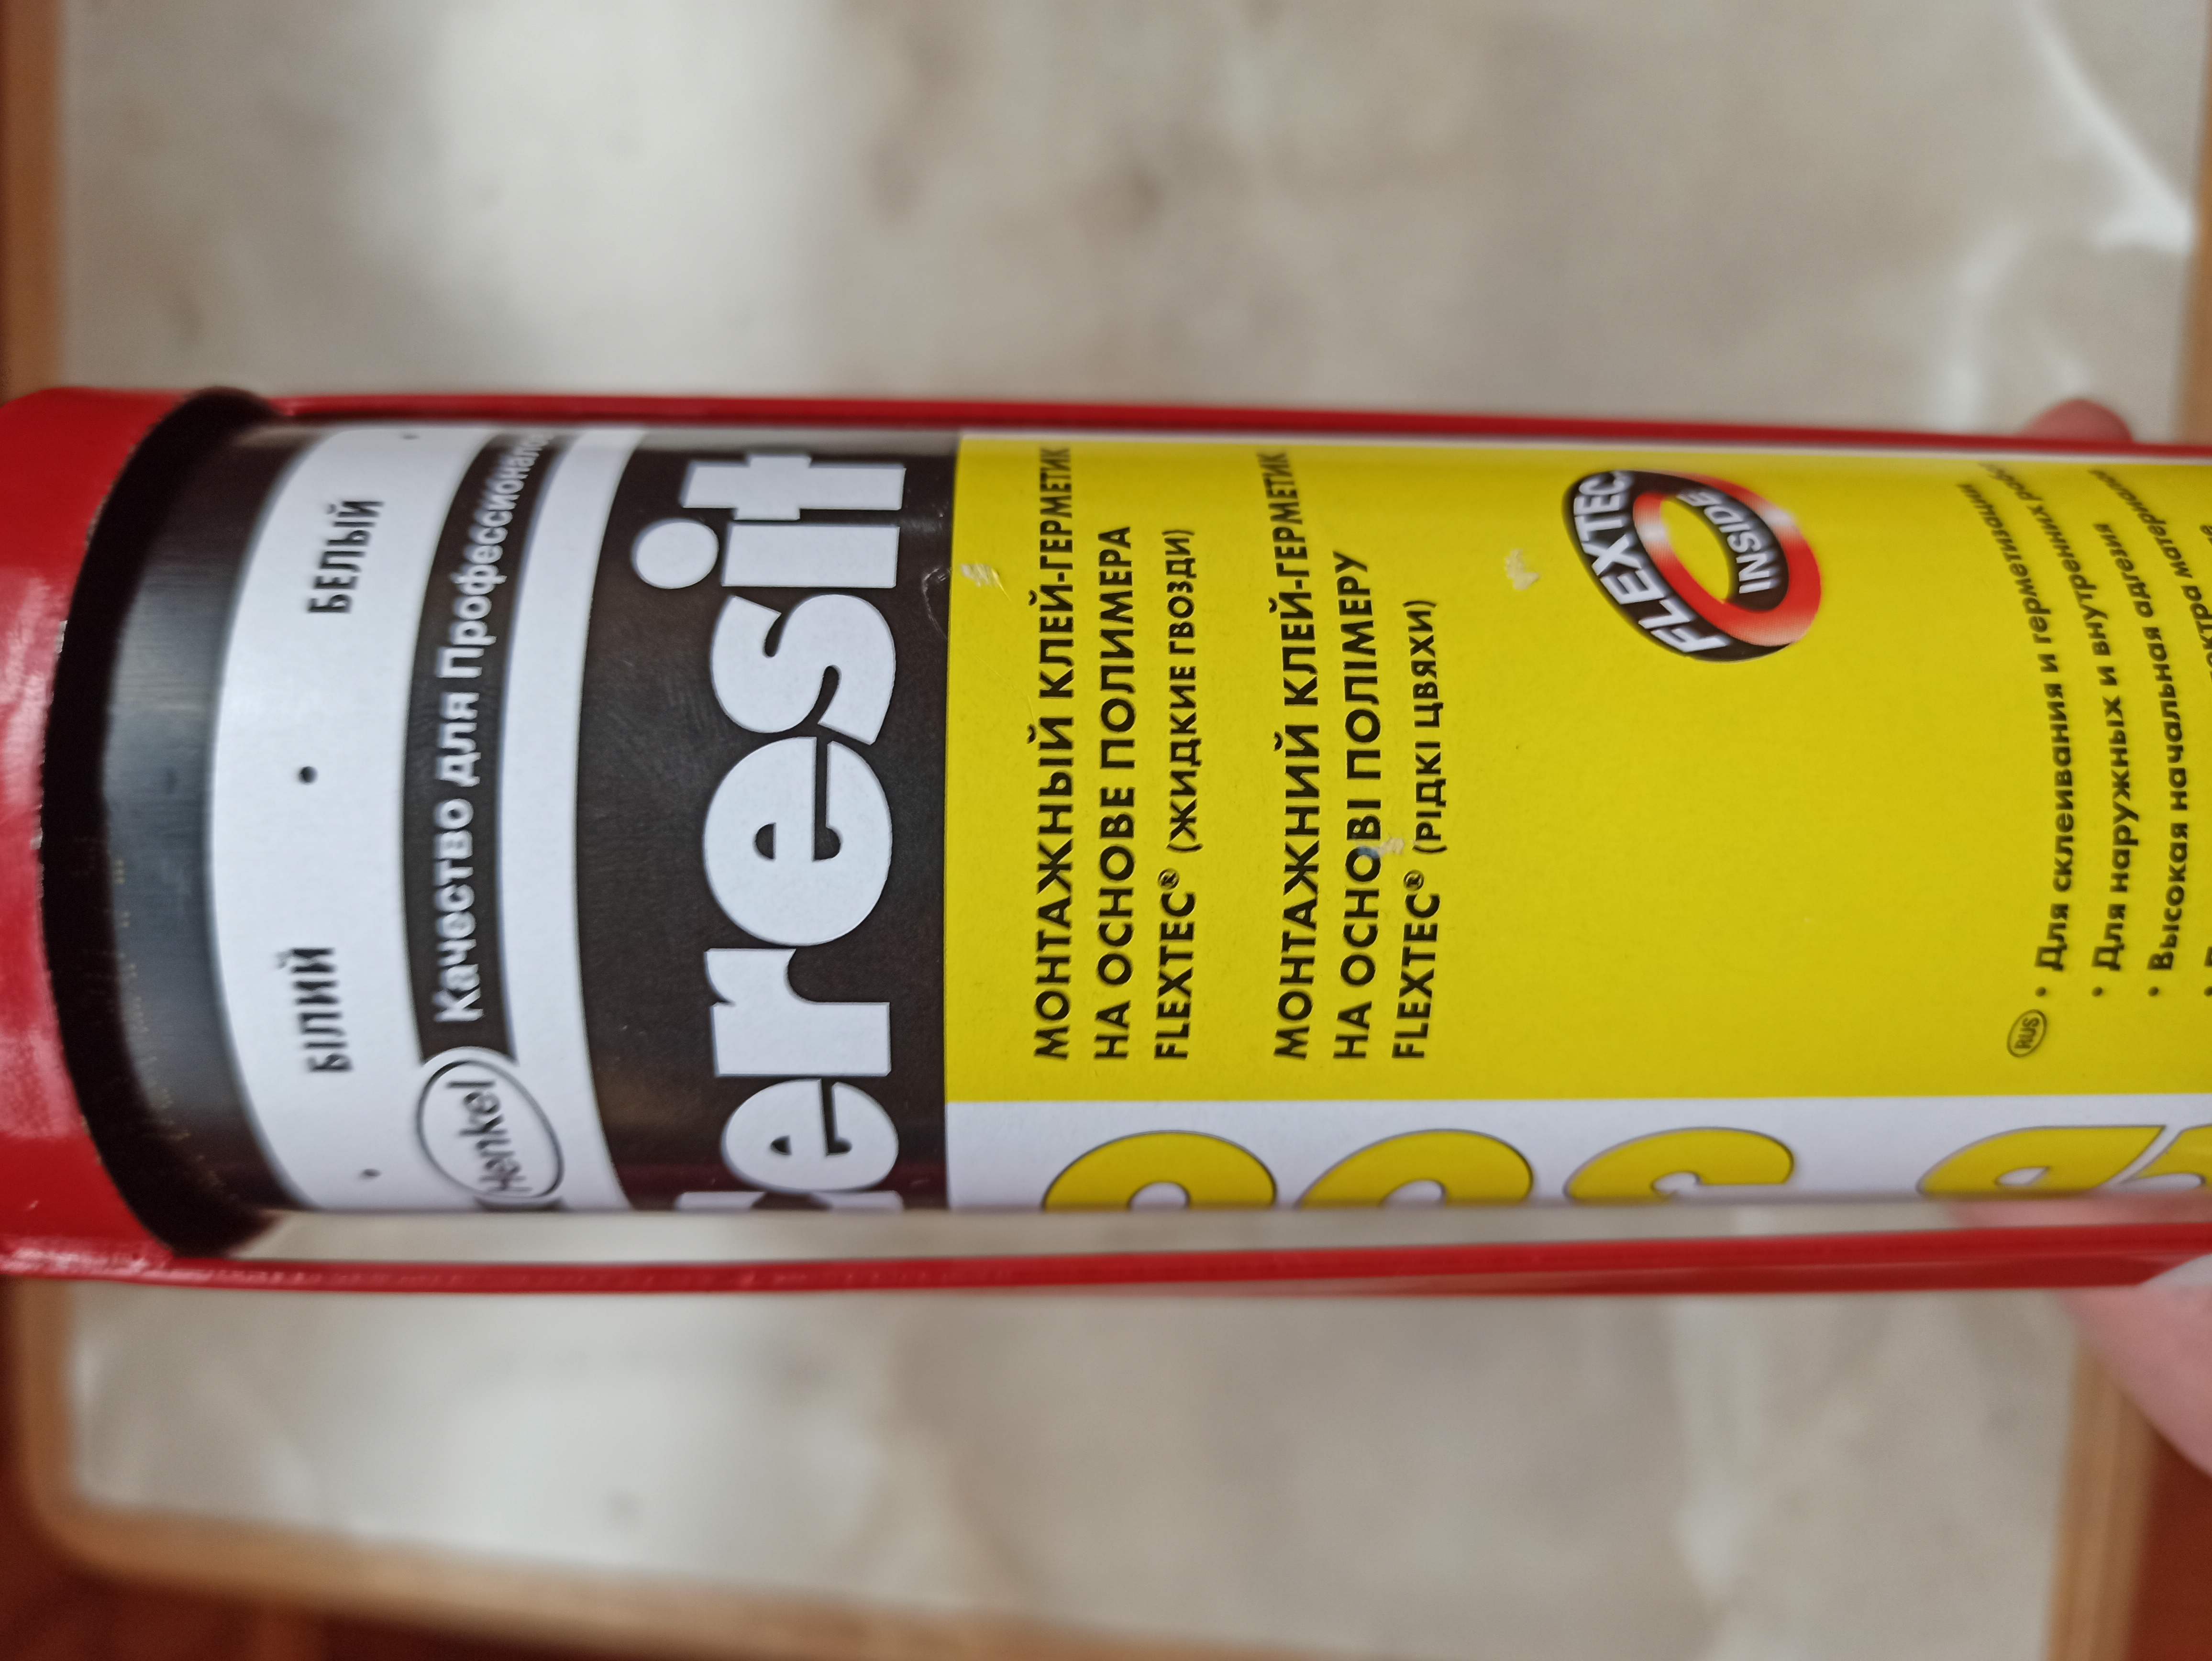 БІЛИЙ • БЕЛЫЙ
Henkel Качество для Профессионалов
eresit
МОНТАЖНЫЙ КЛЕЙ-ГЕРМЕТИК
НА ОСНОВЕ ПОЛИМЕРА
FLEXTEC® (ЖИДКИЕ ГВОЗДИ)
МОНТАЖНИЙ КЛЕЙ-ГЕРМЕТИК
НА ОСНОВІ ПОЛІМЕРУ
FLEXTEC® (РІДКІ ЦВЯХИ)
FLEXTEC
INSIDE
RUS • Для склеивания и герметизации
• Для наружных и внутренних работ
• Высокая начальная адгезия